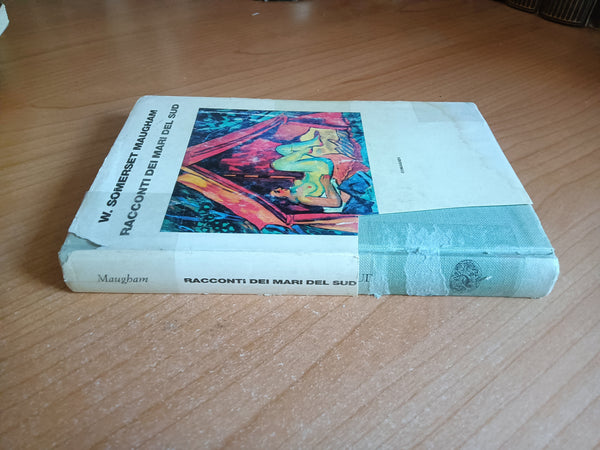 W. SOMERSET MAUGHAM
RACCONTI DEI MARI DEL SUD
Maugham
RACCONTI DEI MARI DEL SUD